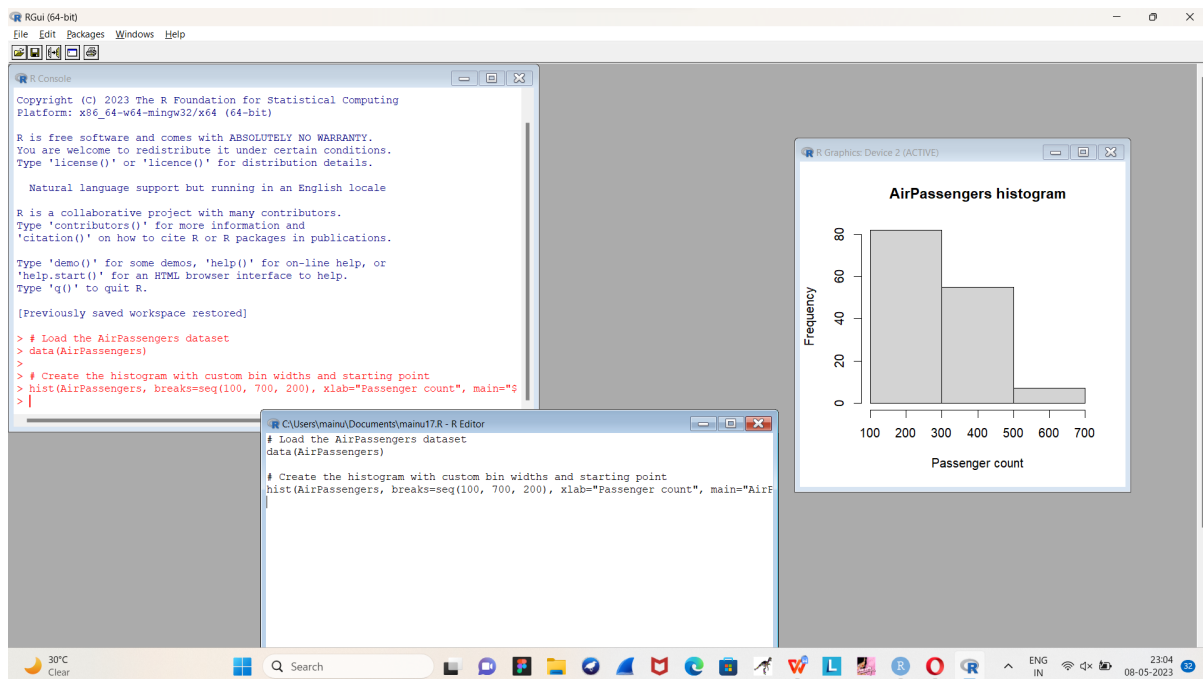 RGui (64-bit)
File Edit Packages Windows Help
R Console
Copyright (C) 2023 The R Foundation for Statistical Computing
Platform: x86_64-w64-mingw32/x64 (64-bit)
R is free software and comes with ABSOLUTELY NO WARRANTY.
You are welcome to redistribute it under certain conditions.
Type 'license()' or 'licence()' for distribution details.
Natural language support but running in an English locale
R is a collaborative project with many contributors.
Type 'contributors()' for more information and
'citation()' on how to cite R or R packages in publications.
Type 'demo()' for some demos, 'help()' for on-line help, or
'help.start()' for an HTML browser interface to help.
Type 'q()' to quit R.
[Previously saved workspace restored]
> # Load the AirPassengers dataset
> data(AirPassengers)
>
> # Create the histogram with custom bin widths and starting point
> hist(AirPassengers, breaks=seq(100, 700, 200), xlab="Passenger count", main="$
>
C:\Users\mainu\Documents\mainu17.R - R Editor
# Load the AirPassengers dataset
data(AirPassengers)
# Create the histogram with custom bin widths and starting point
hist(AirPassengers, breaks=seq(100, 700, 200), xlab="Passenger count", main="AirP
R Graphics: Device 2 (ACTIVE)
AirPassengers histogram
Frequency
80
60
40
20
0
100 200 300 400 500 600 700
Passenger count
30°C
Clear
Search
ENG
IN
23:04
08-05-2023
32